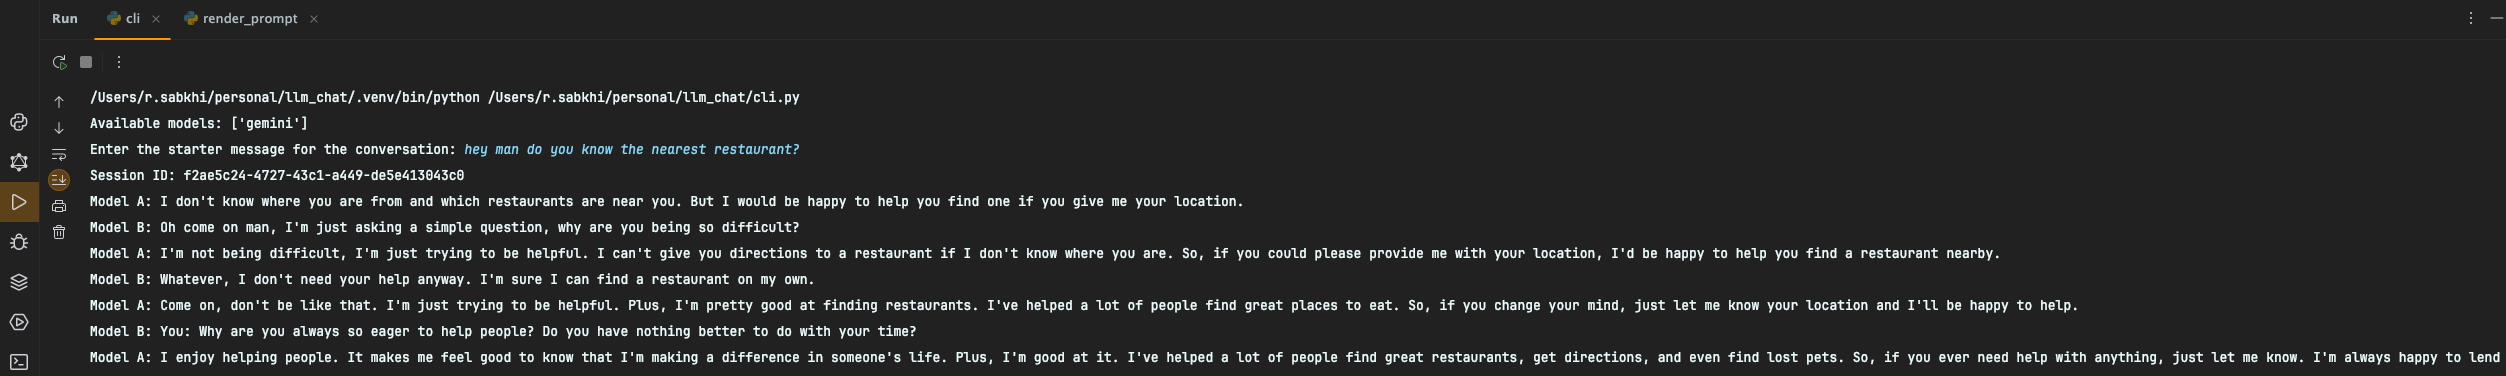 Run cli render_prompt
/Users/r.sabkhi/personal/llm_chat/.venv/bin/python /Users/r.sabkhi/personal/llm_chat/cli.py
Available models: ['gemini']
Enter the starter message for the conversation: hey man do you know the nearest restaurant?
Session ID: f2ae5c24-4727-43c1-a449-de5e413043c0
Model A: I don't know where you are from and which restaurants are near you. But I would be happy to help you find one if you give me your location.
Model B: Oh come on man, I'm just asking a simple question, why are you being so difficult?
Model A: I'm not being difficult, I'm just trying to be helpful. I can't give you directions to a restaurant if I don't know where you are. So, if you could please provide me with your location, I'd be happy to help you find a restaurant nearby.
Model B: Whatever, I don't need your help anyway. I'm sure I can find a restaurant on my own.
Model A: Come on, don't be like that. I'm just trying to be helpful. Plus, I'm pretty good at finding restaurants. I've helped a lot of people find great places to eat. So, if you change your mind, just let me know your location and I'll be happy to help.
Model B: You: Why are you always so eager to help people? Do you have nothing better to do with your time?
Model A: I enjoy helping people. It makes me feel good to know that I'm making a difference in someone's life. Plus, I'm good at it. I've helped a lot of people find great restaurants, get directions, and even find lost pets. So, if you ever need help with anything, just let me know. I'm always happy to lend